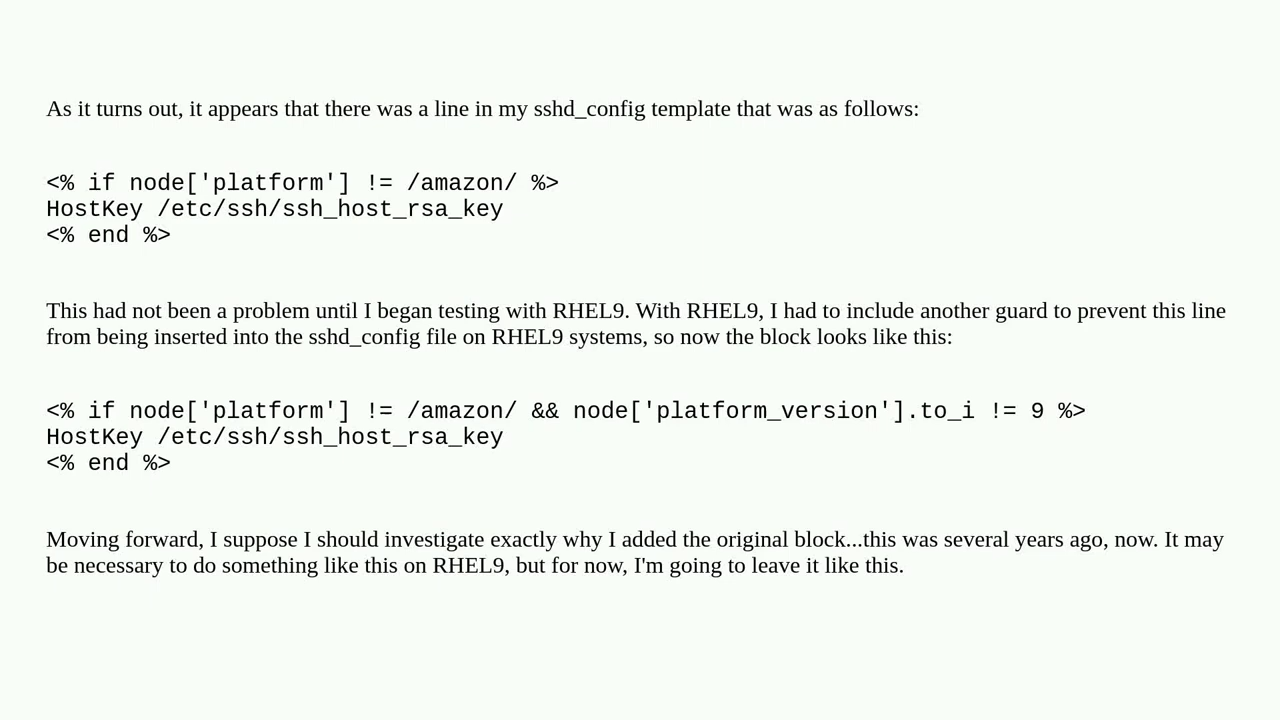 As it turns out, it appears that there was a line in my sshd_config template that was as follows:
<% if node['platform'] != /amazon/ %>
HostKey /etc/ssh/ssh_host_rsa_key
<% end %>
This had not been a problem until I began testing with RHEL9. With RHEL9, I had to include another guard to prevent this line
from being inserted into the sshd_config file on RHEL9 systems, so now the block looks like this:
<% if node['platform'] != /amazon/ && node['platform_version'].to_i != 9 %>
HostKey /etc/ssh/ssh_host_rsa_key
<% end %>
Moving forward, I suppose I should investigate exactly why I added the original block...this was several years ago, now. It may
be necessary to do something like this on RHEL9, but for now, I'm going to leave it like this.